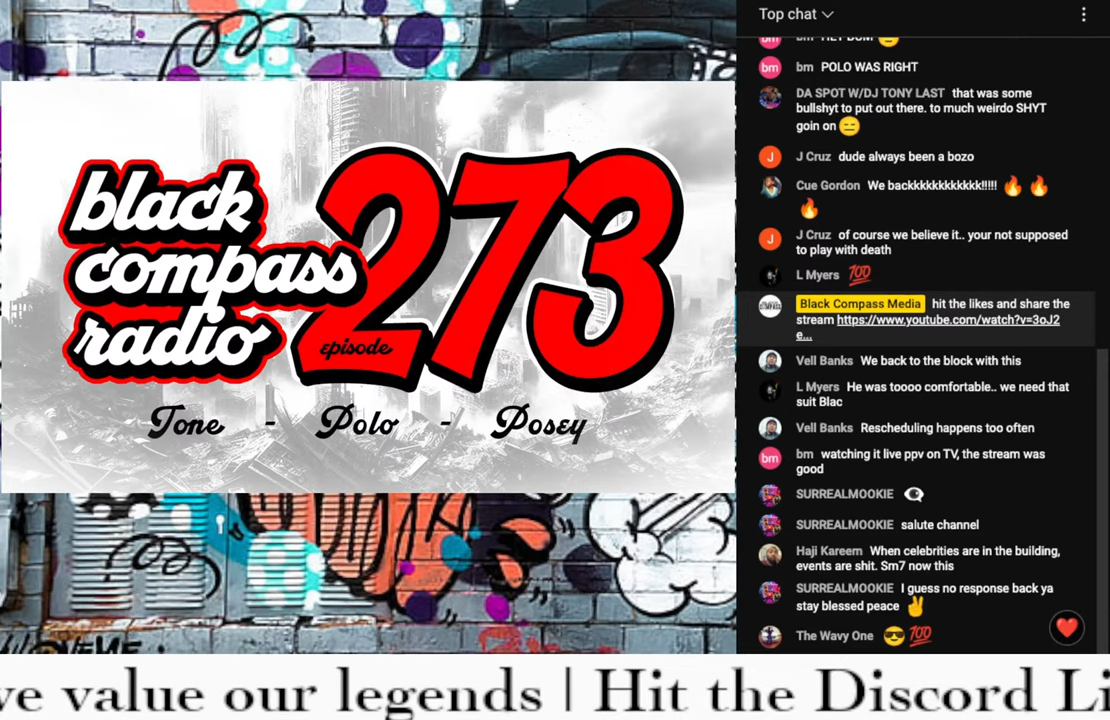 black
compass
radio
273
episode
Tone - Polo - Posey
Top chat
bm HEY BUM
bm POLO WAS RIGHT
DA SPOT W/DJ TONY LAST that was some
bullshyt to put out there. to much weirdo SHYT
goin on 😑
J Cruz dude always been a bozo
Cue Gordon We backkkkkkkkkkkk!!!!! 🔥 🔥
🔥
J Cruz of course we believe it.. your not supposed
to play with death
L Myers 💯
Black Compass Media hit the likes and share the
stream https://www.youtube.com/watch?v=3oJ2
e...
Vell Banks We back to the block with this
L Myers He was toooo comfortable.. we need that
suit Blac
Vell Banks Rescheduling happens too often
bm watching it live ppv on TV, the stream was
good
SURREALMOOKIE 👁️‍🗨️
SURREALMOOKIE salute channel
Haji Kareem When celebrities are in the building,
events are shit. Sm7 now this
SURREALMOOKIE I guess no response back ya
stay blessed peace ✌️
The Wavy One 😎💯
ve value our legends | Hit the Discord Li